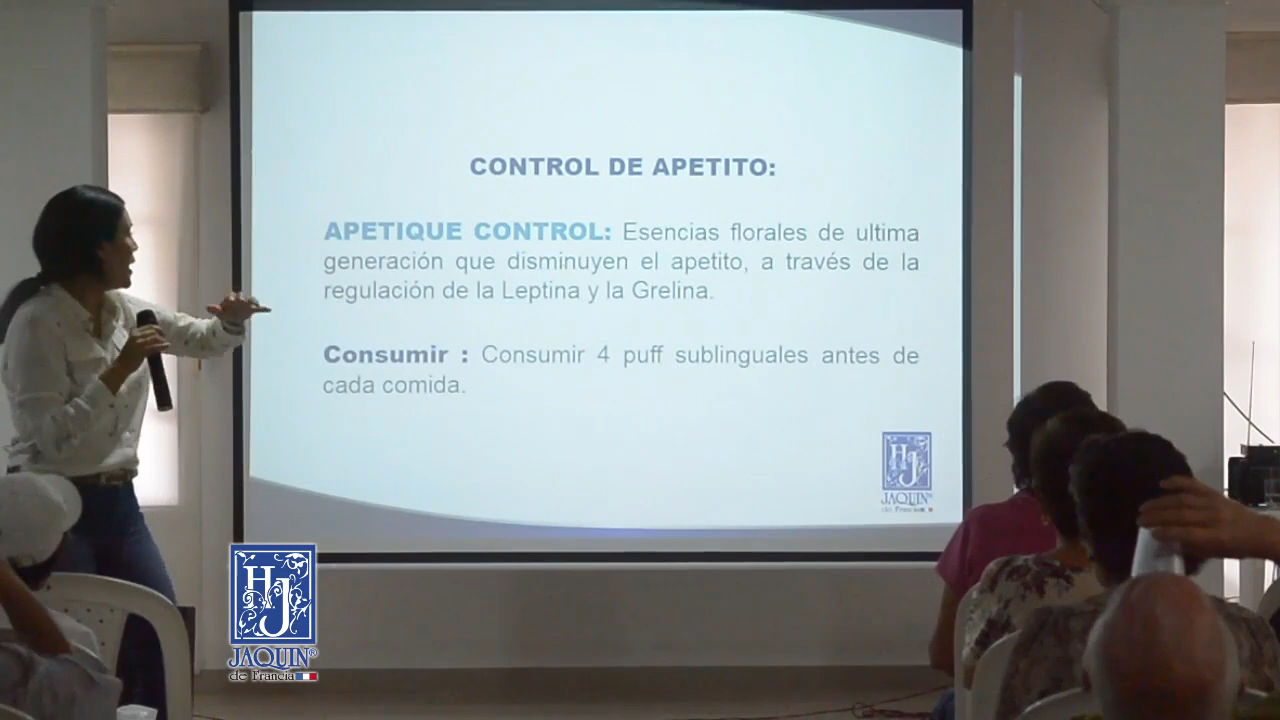 CONTROL DE APETITO:
APETIQUE CONTROL: Esencias florales de ultima
generación que disminuyen el apetito, a través de la
regulación de la Leptina y la Grelina.
Consumir : Consumir 4 puff sublinguales antes de
cada comida.
HJ
JAQUIN®
de Francia
HJ
JAQUIN®
de Francia